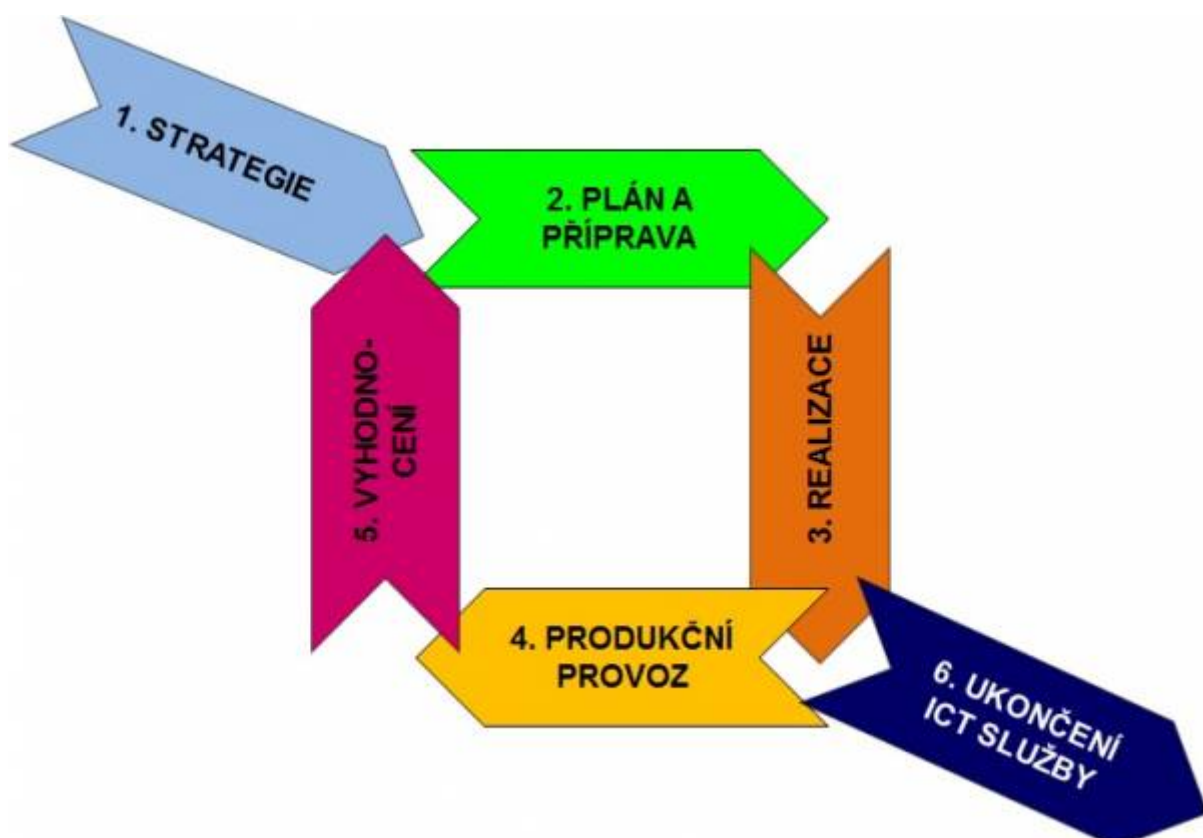 1. STRATEGIE
2. PLÁN A
PŘÍPRAVA
3. REALIZACE
4. PRODUKČNÍ
PROVOZ
5. VYHODNO-
CENÍ
6. UKONČENÍ
ICT SLUŽBY